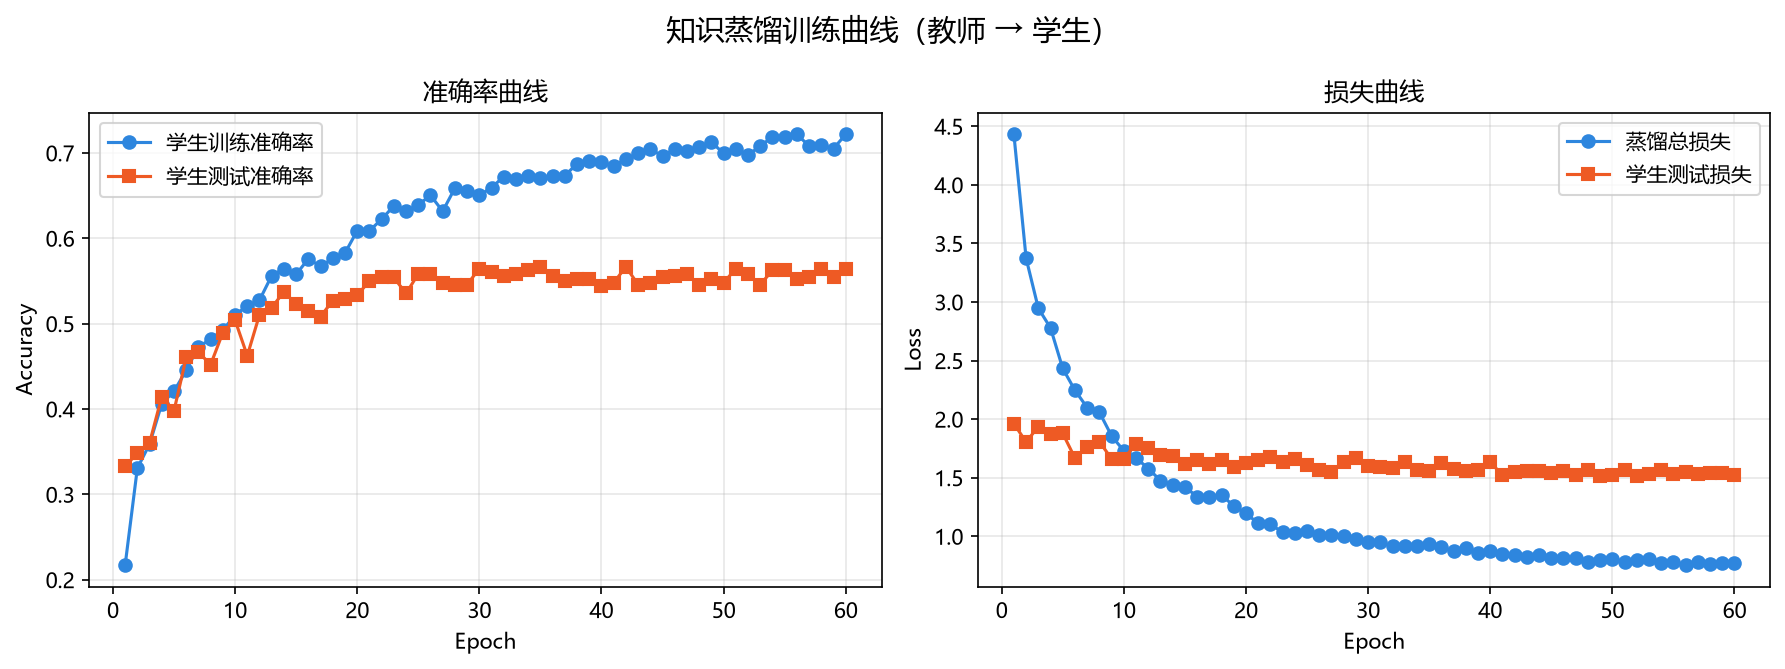 知识蒸馏训练曲线（教师 → 学生）
准确率曲线
学生训练准确率
学生测试准确率
0.7
0.6
0.5
0.4
0.3
0.2
Accuracy
0 10 20 30 40 50 60
Epoch
损失曲线
蒸馏总损失
学生测试损失
4.5
4.0
3.5
3.0
2.5
2.0
1.5
1.0
Loss
0 10 20 30 40 50 60
Epoch